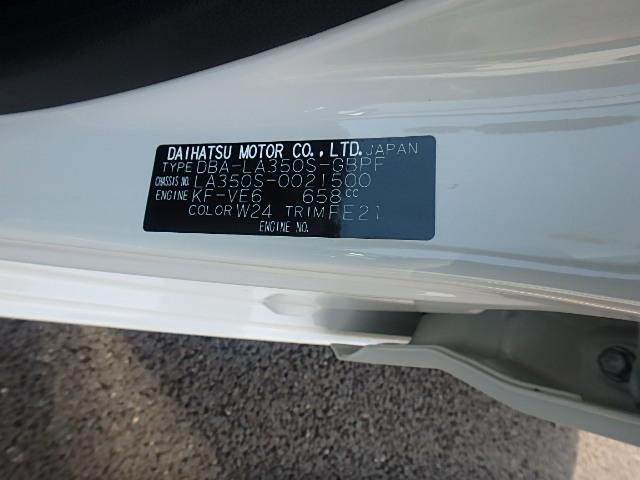 DAIHATSU MOTOR CO., LTD. JAPAN
TYPE DBA-LA350S-GBPF
CHASSIS NO. LA350S-0021500
ENGINE KF-VE6 658CC
COLOR W24 TRIM FE21
ENGINE NO.